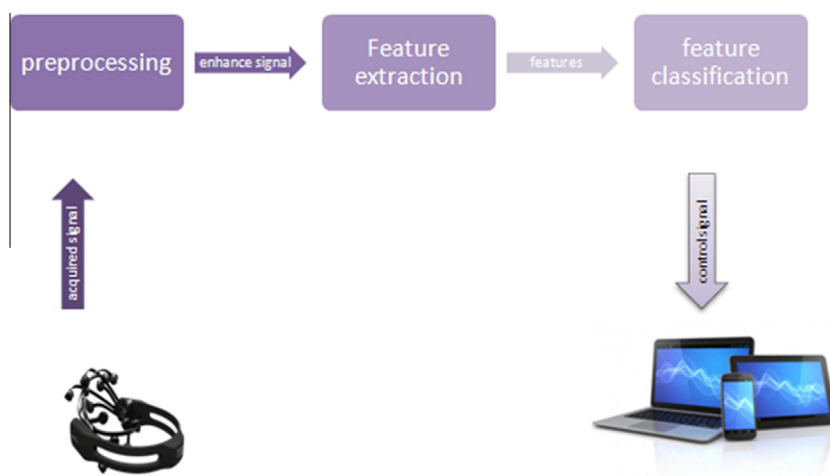 preprocessing
enhance signal
Feature
extraction
features
feature
classification
acquired signal
control signal